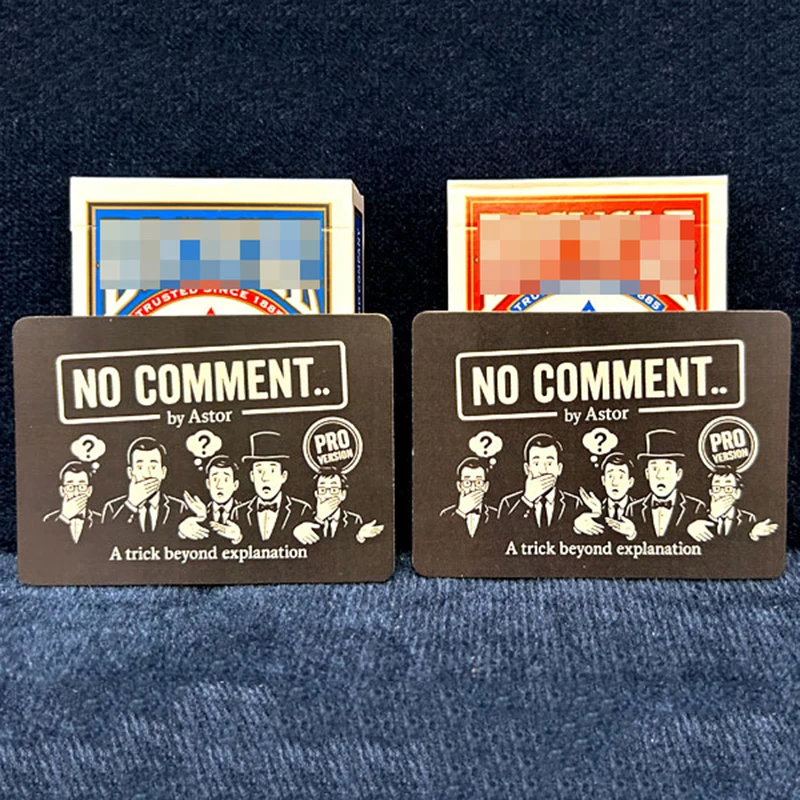 TRUSTED SINCE 1885
NO COMMENT..
by Astor
?
?
PRO
VERSION
A trick beyond explanation
COMPANY
885
NO COMMENT..
by Astor
?
?
PRO
VERSION
A trick beyond explanation